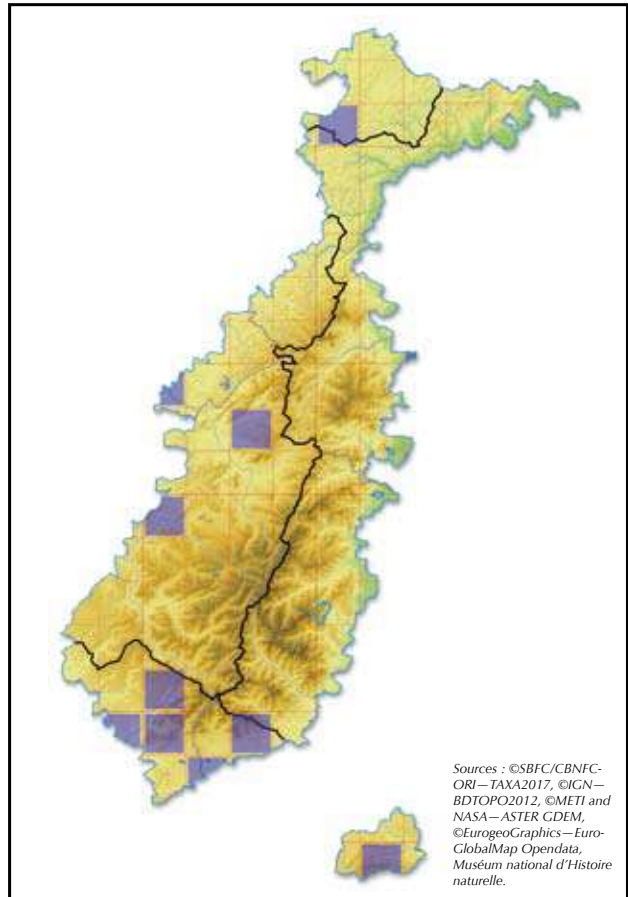 Sources : ©SBFC/CBNFC-
ORI—TAXA2017, ©IGN—
BDTOPO2012, ©METI and
NASA—ASTER GDEM,
©EurogeoGraphics—Euro-
GlobalMap Opendata,
Muséum national d'Histoire
naturelle.